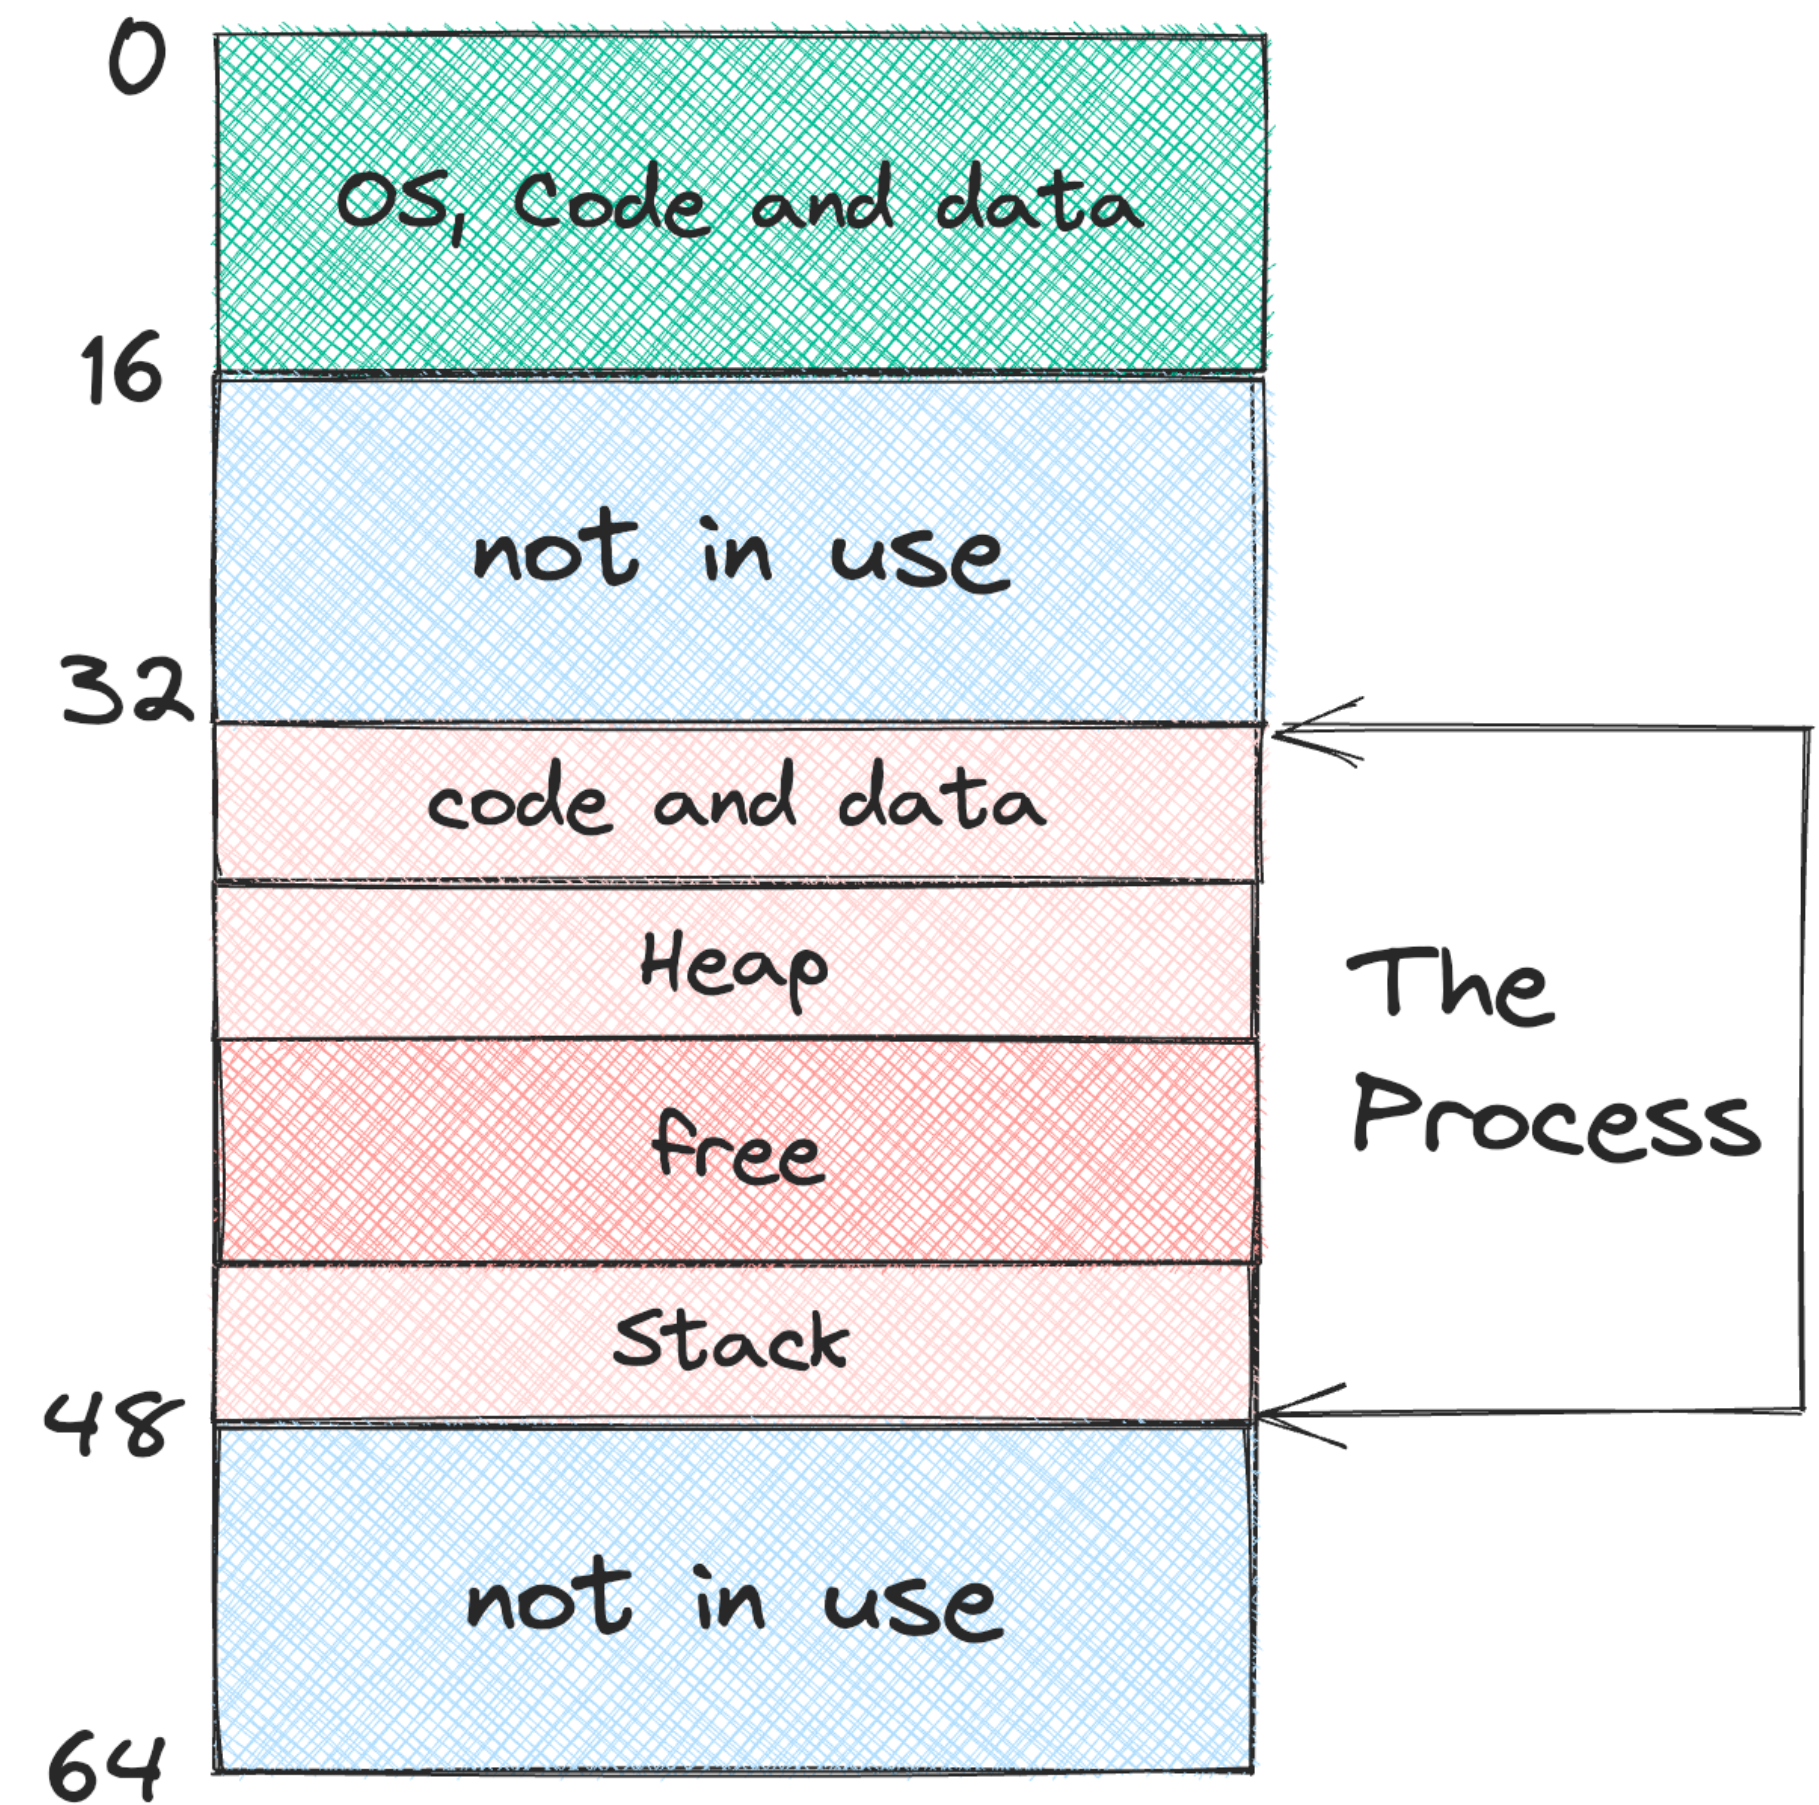 0
OS, Code and data
16
not in use
32
code and data
Heap
free
The
Process
Stack
48
not in use
64